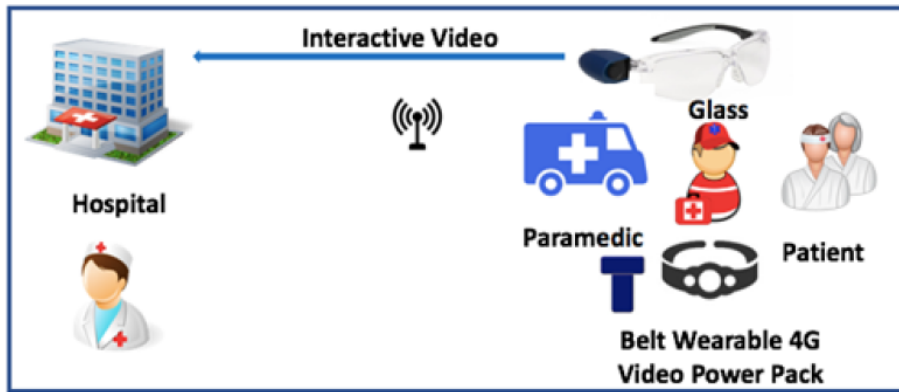 Interactive Video
Glass
Hospital
Paramedic
Patient
Belt Wearable 4G
Video Power Pack